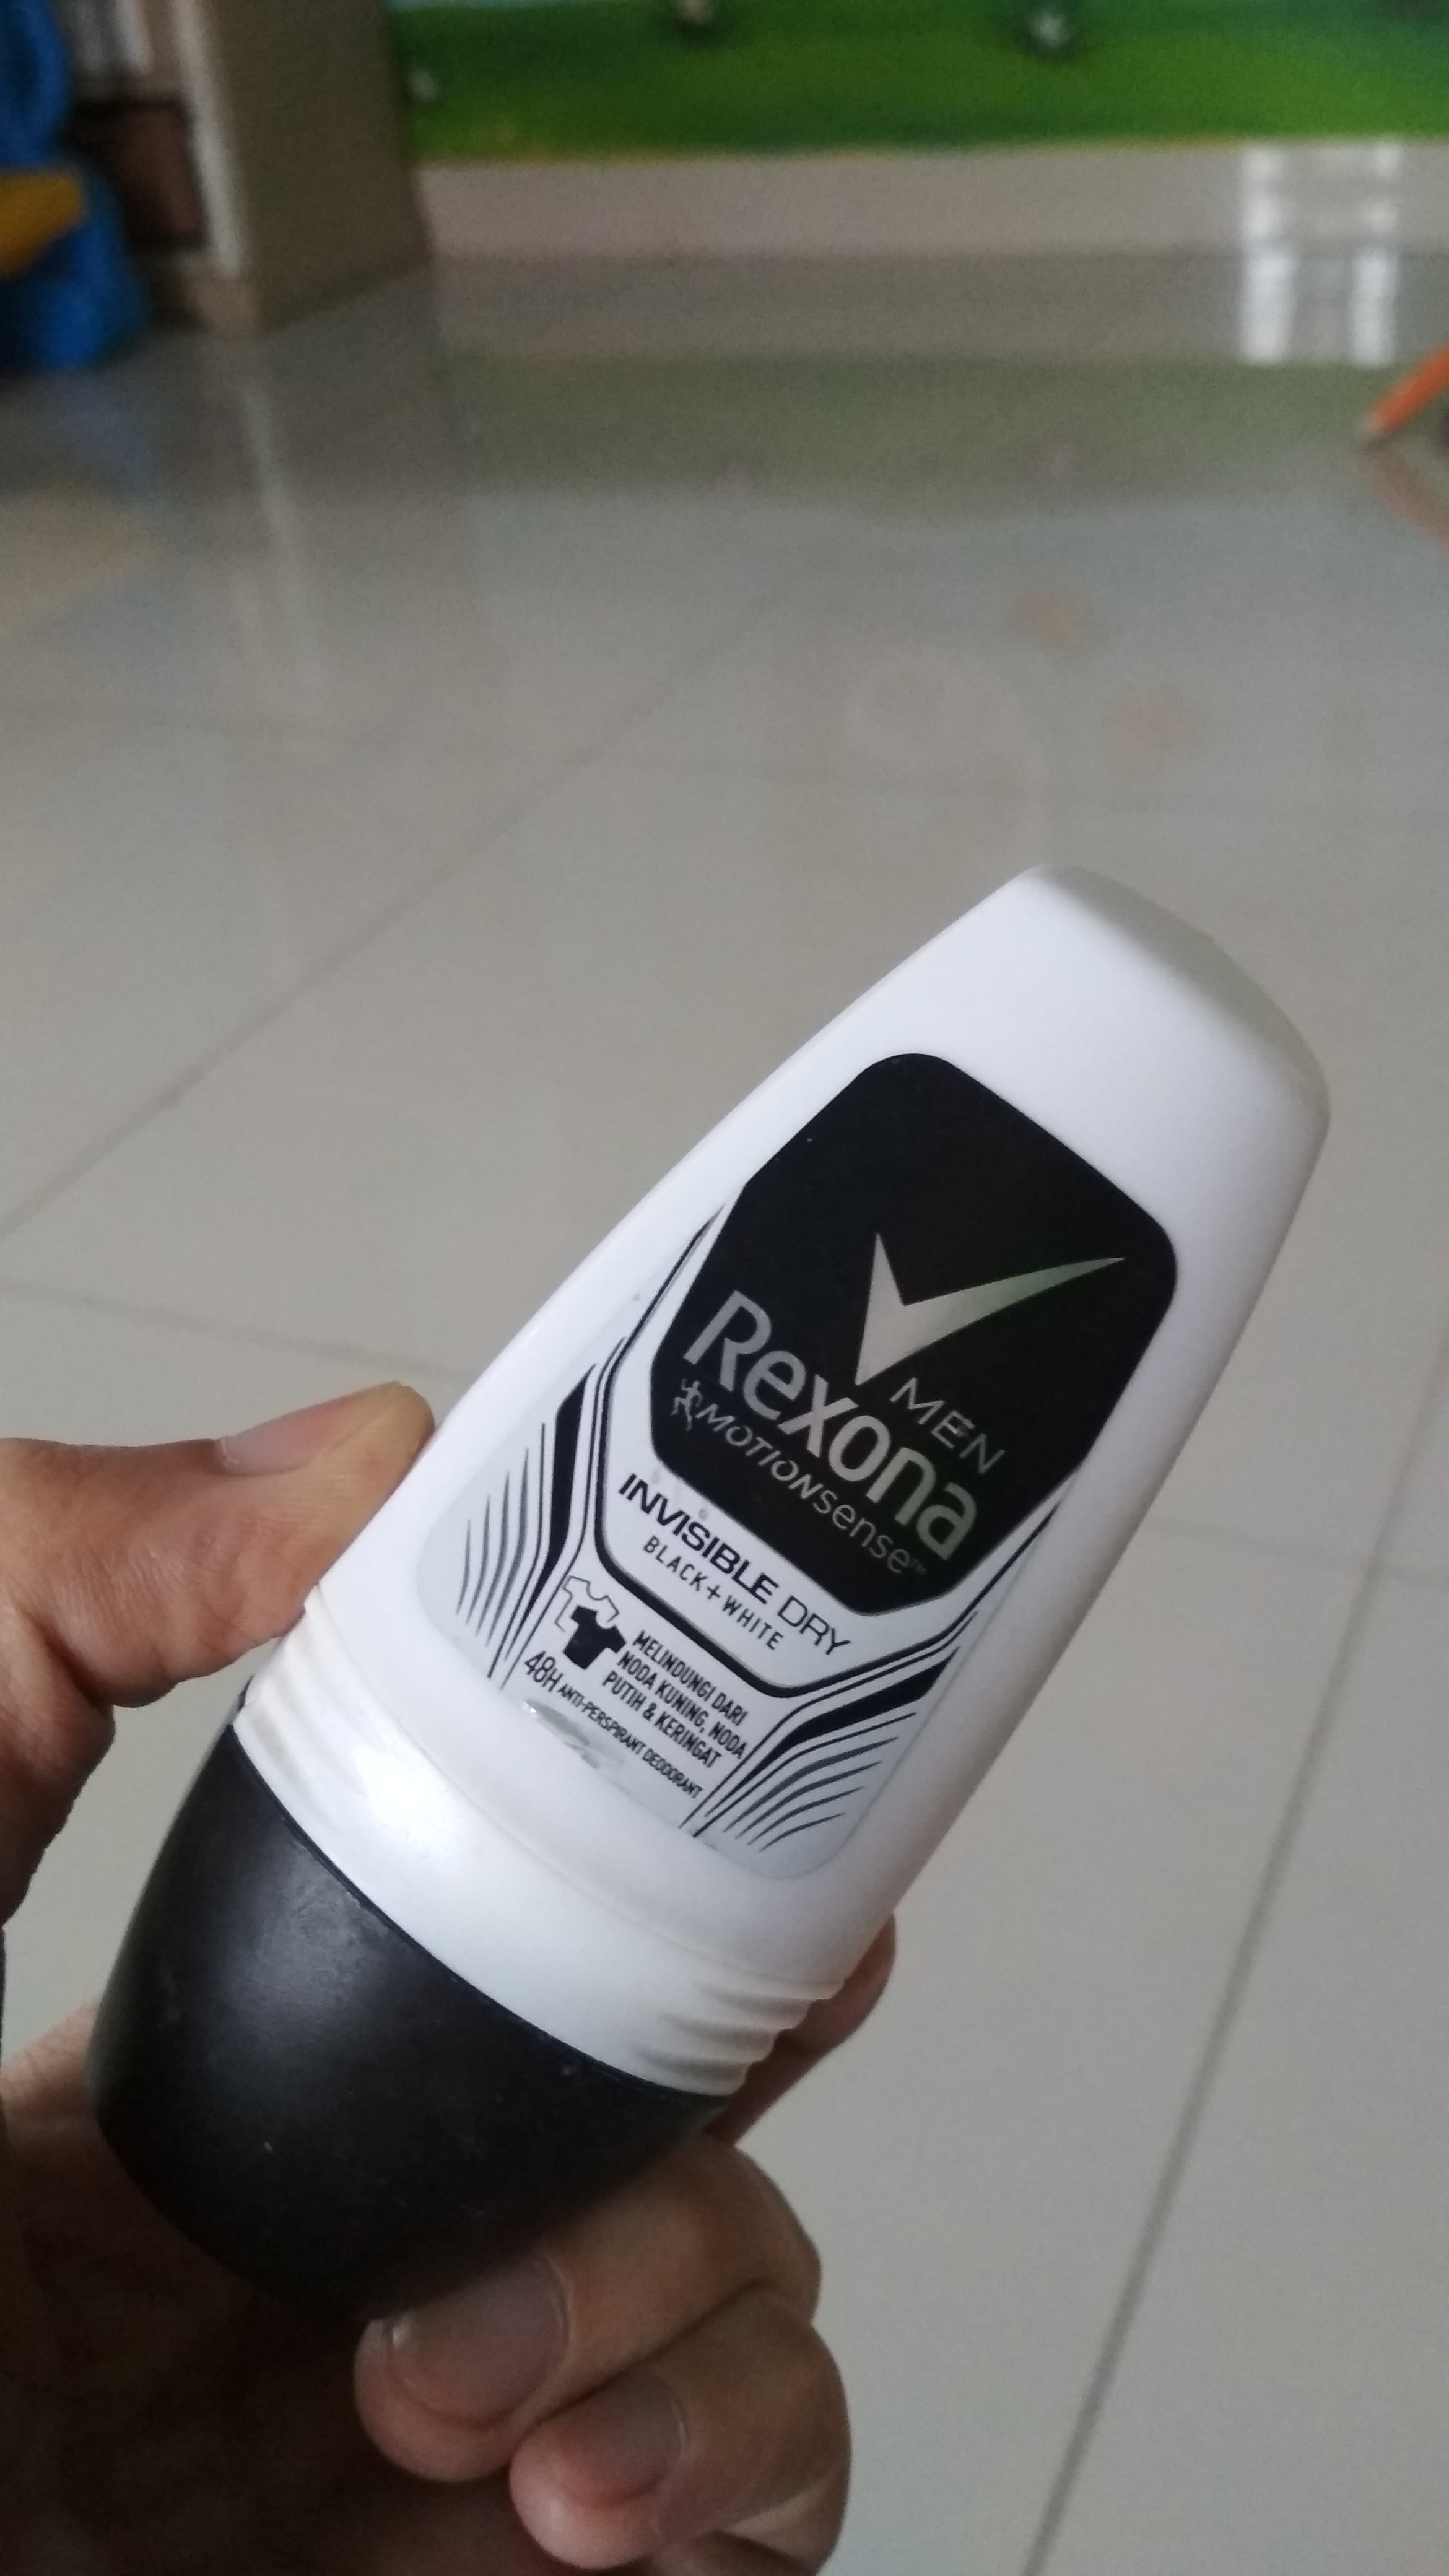 MEN
Rexona
MOTIONSENSE™
INVISIBLE DRY
BLACK+WHITE
MELINDUNGI DARI
NODA KUNING, NODA
PUTIH & KERINGAT
48H ANTI-PERSPIRANT DEODORANT